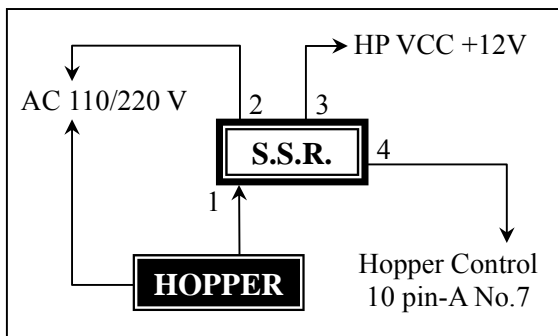 HP VCC +12V
AC 110/220 V
2
3
S.S.R.
4
1
HOPPER
Hopper Control
10 pin-A No.7